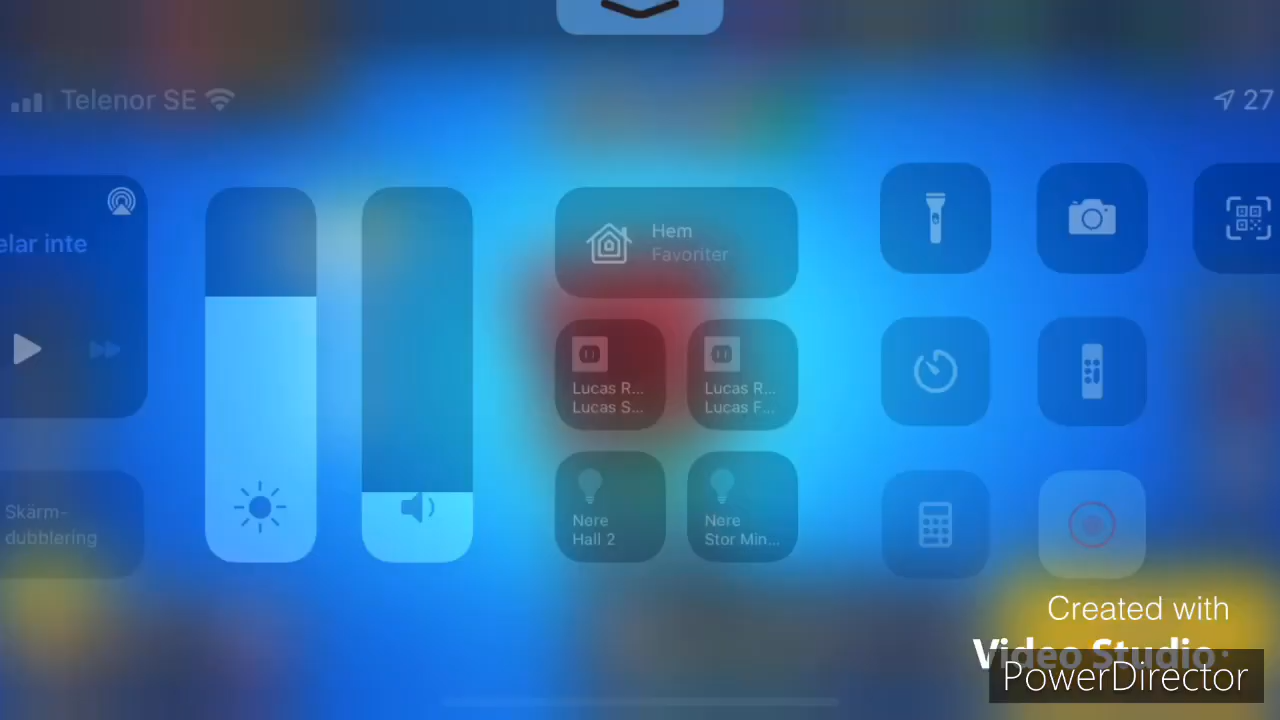 Telenor SE
27
elar inte
Hem
Favoriter
Lucas R...
Lucas S...
Lucas R...
Lucas F...
Skärm-
dubblering
Nere
Hall 2
Nere
Stor Min...
Created with
Video Studio
PowerDirector